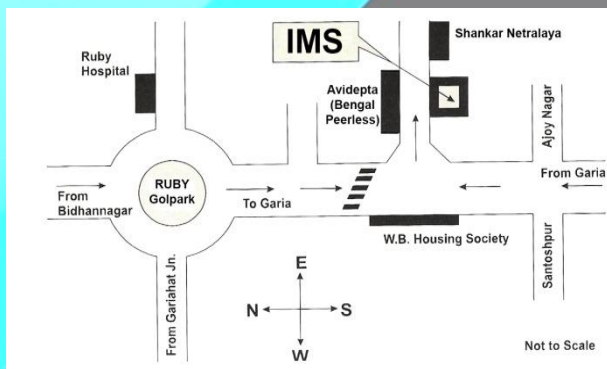 IMS
Shankar Netralaya
Ruby
Hospital
Avidepta
(Bengal
Peerless)
Ajoy Nagar
From
Bidhannagar
RUBY
Golpark
To Garia
From Garia
W.B. Housing Society
Santoshpur
From Gariahat Jn.
E
N
S
W
Not to Scale